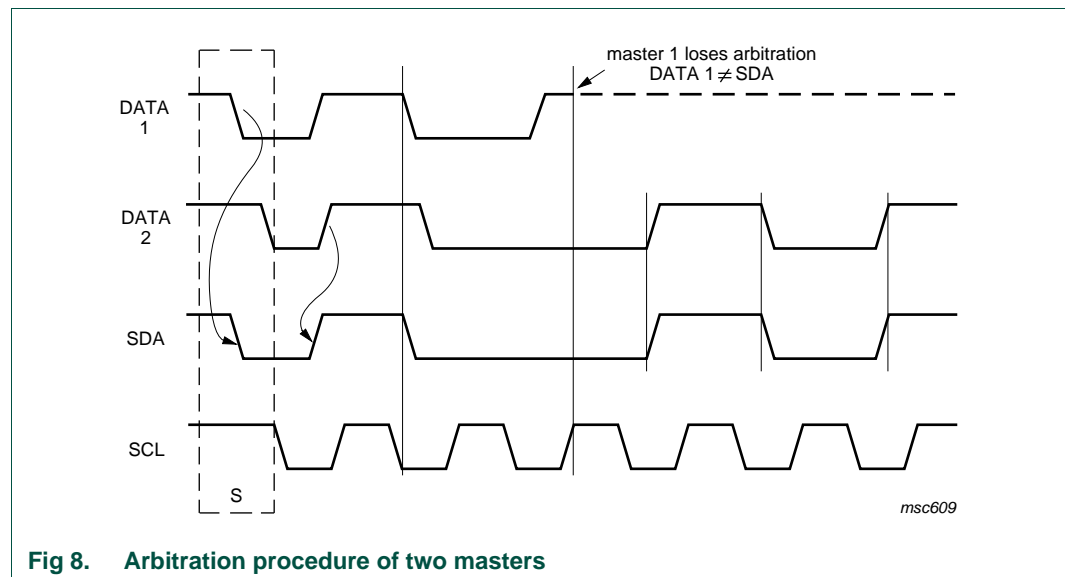 master 1 loses arbitration
DATA 1 ≠ SDA
DATA
1
DATA
2
SDA
SCL
S
msc609
Fig 8. Arbitration procedure of two masters